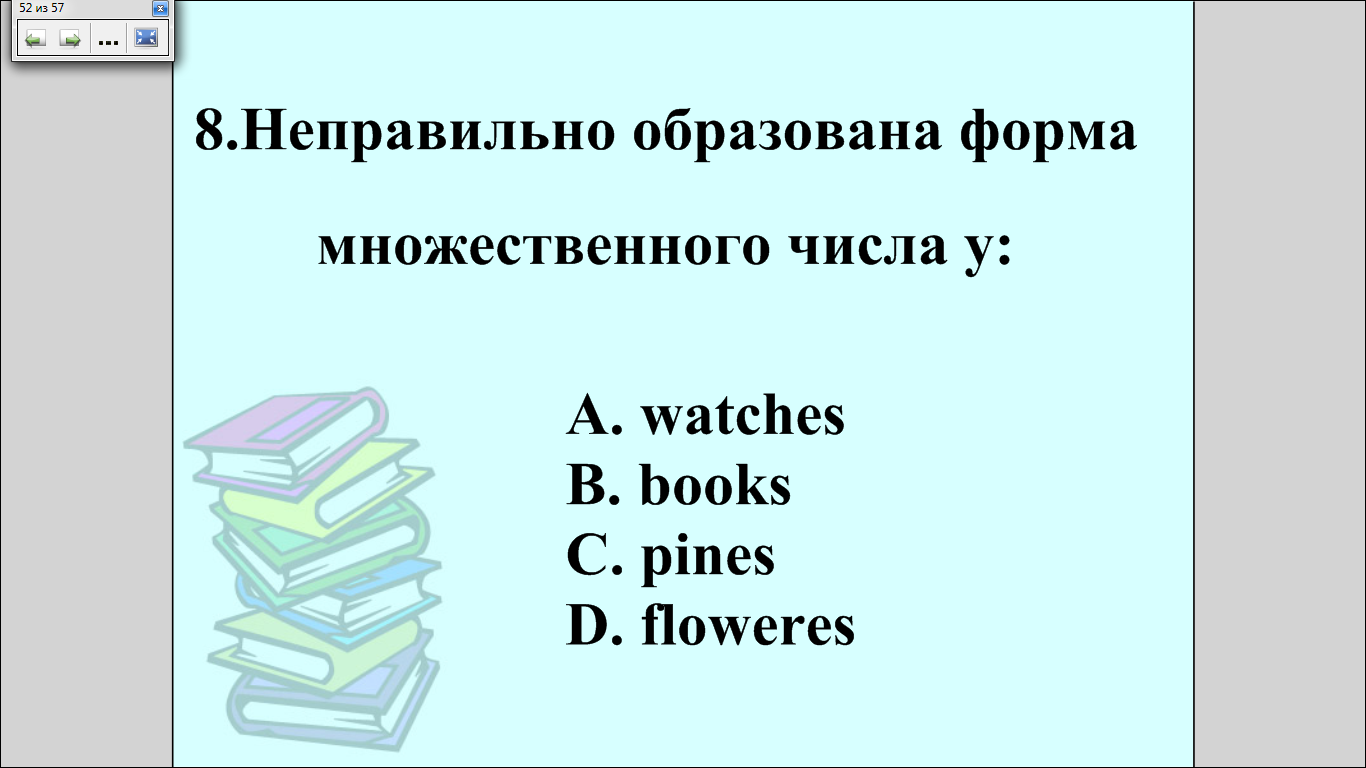 52 из 57
8.Неправильно образована форма
множественного числа у:
A. watches
B. books
C. pines
D. floweres